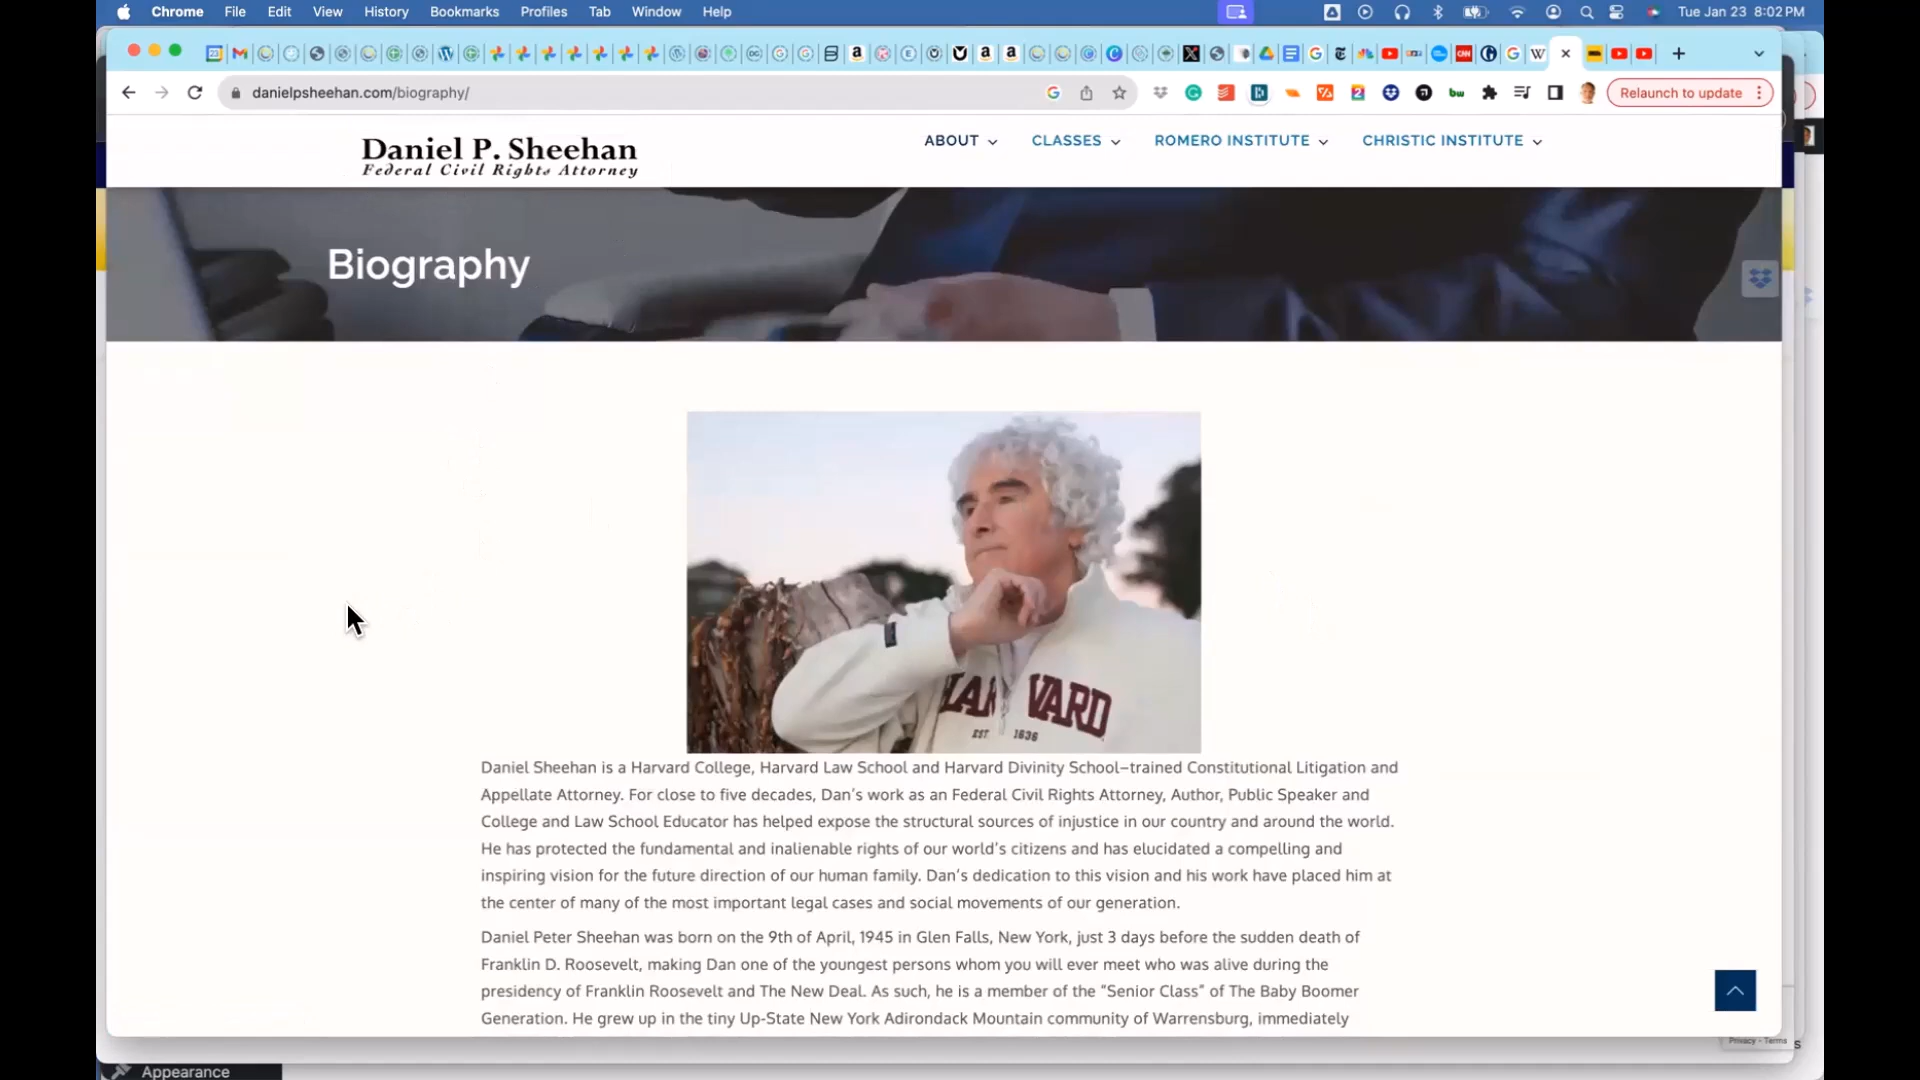 Chrome File Edit View History Bookmarks Profiles Tab Window Help
Tue Jan 23 8:02 PM
danielpsheehan.com/biography/
Relaunch to update
Daniel P. Sheehan
Federal Civil Rights Attorney
ABOUT CLASSES ROMERO INSTITUTE CHRISTIC INSTITUTE
Biography
HARVARD
EST. 1636
Daniel Sheehan is a Harvard College, Harvard Law School and Harvard Divinity School–trained Constitutional Litigation and
Appellate Attorney. For close to five decades, Dan’s work as an Federal Civil Rights Attorney, Author, Public Speaker and
College and Law School Educator has helped expose the structural sources of injustice in our country and around the world.
He has protected the fundamental and inalienable rights of our world’s citizens and has elucidated a compelling and
inspiring vision for the future direction of our human family. Dan’s dedication to this vision and his work have placed him at
the center of many of the most important legal cases and social movements of our generation.
Daniel Peter Sheehan was born on the 9th of April, 1945 in Glen Falls, New York, just 3 days before the sudden death of
Franklin D. Roosevelt, making Dan one of the youngest persons whom you will ever meet who was alive during the
presidency of Franklin Roosevelt and The New Deal. As such, he is a member of the “Senior Class” of The Baby Boomer
Generation. He grew up in the tiny Up-State New York Adirondack Mountain community of Warrensburg, immediately
Privacy - Terms
Appearance